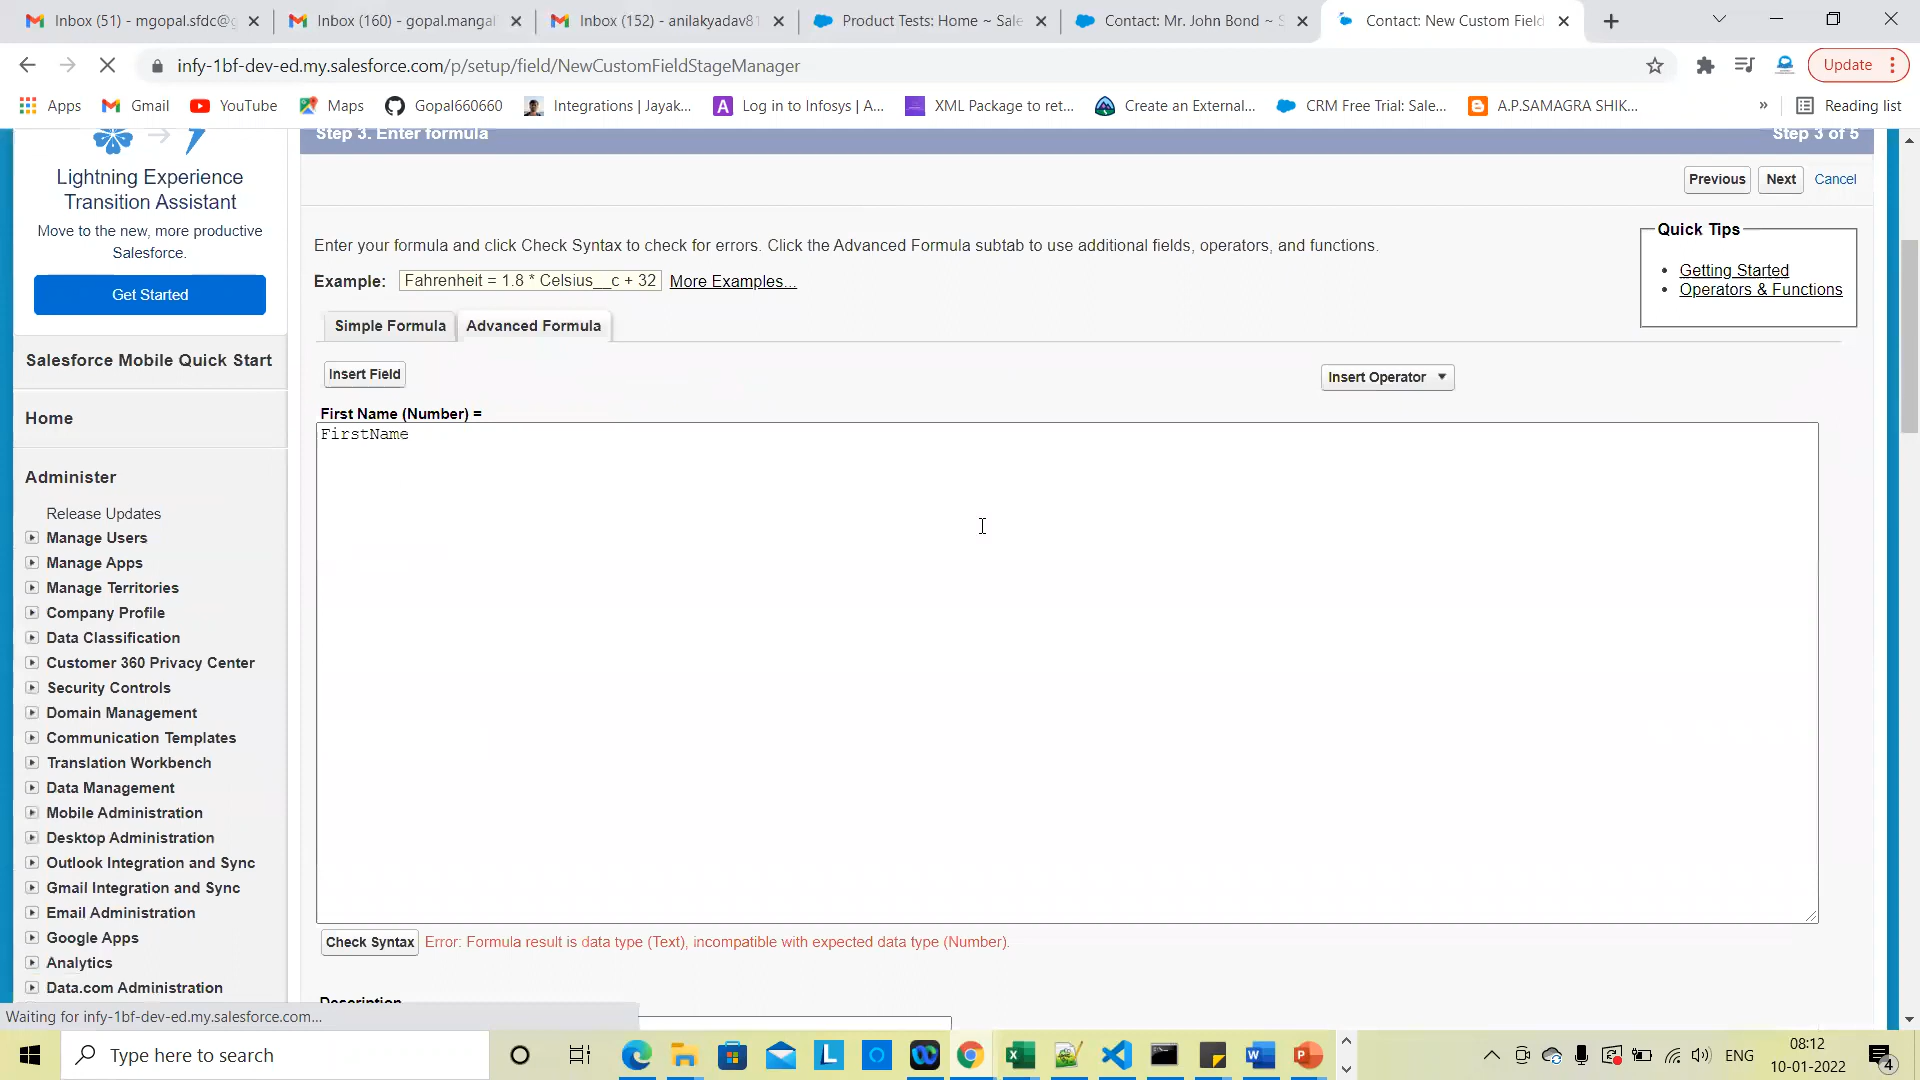 Inbox (51) - mgopal.sfdc@g
Inbox (160) - gopal.mangal
Inbox (152) - anilakyadav81
Product Tests: Home ~ Sale
Contact: Mr. John Bond ~ S
Contact: New Custom Field
infy-1bf-dev-ed.my.salesforce.com/p/setup/field/NewCustomFieldStageManager
Update
Apps
Gmail
YouTube
Maps
Gopal660060
Integrations | Jayak...
Log in to Infosys | A...
XML Package to ret...
Create an External...
CRM Free Trial: Sale...
A.P.SAMAGRA SHIK...
»
Reading list
Lightning Experience
Transition Assistant
Move to the new, more productive
Salesforce.
Get Started
Salesforce Mobile Quick Start
Home
Administer
Release Updates
Manage Users
Manage Apps
Manage Territories
Company Profile
Data Classification
Customer 360 Privacy Center
Security Controls
Domain Management
Communication Templates
Translation Workbench
Data Management
Mobile Administration
Desktop Administration
Outlook Integration and Sync
Gmail Integration and Sync
Email Administration
Google Apps
Analytics
Data.com Administration
Step 3. Enter formula
Step 3 of 5
Previous
Next
Cancel
Enter your formula and click Check Syntax to check for errors. Click the Advanced Formula subtab to use additional fields, operators, and functions.
Example: Fahrenheit = 1.8 * Celsius__c + 32 More Examples...
Quick Tips
Getting Started
Operators & Functions
Simple Formula
Advanced Formula
Insert Field
Insert Operator
First Name (Number) =
FirstName
Check Syntax
Error: Formula result is data type (Text), incompatible with expected data type (Number).
Description
Waiting for infy-1bf-dev-ed.my.salesforce.com...
Type here to search
ENG
08:12
10-01-2022
4